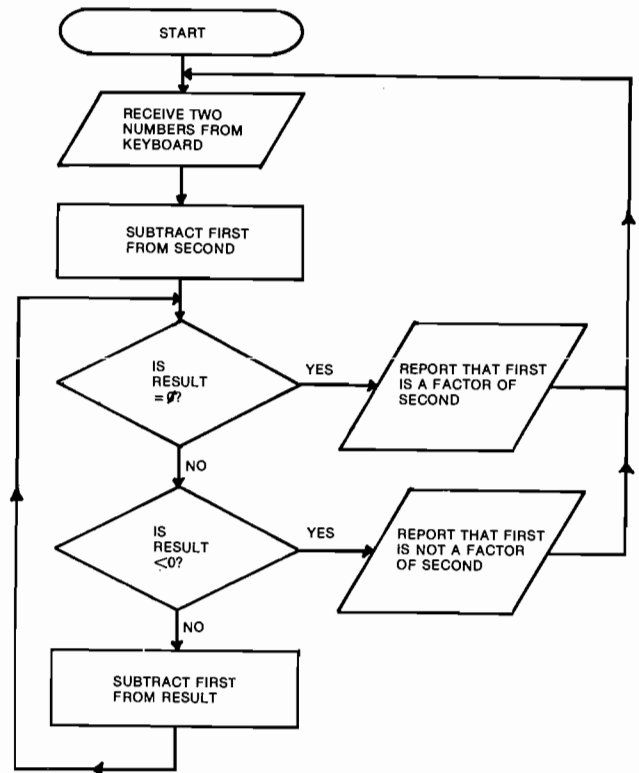 START
RECEIVE TWO
NUMBERS FROM
KEYBOARD
SUBTRACT FIRST
FROM SECOND
IS
RESULT
=0̸?
YES
REPORT THAT FIRST
IS A FACTOR OF
SECOND
NO
IS
RESULT
<0?
YES
REPORT THAT FIRST
IS NOT A FACTOR
OF SECOND
NO
SUBTRACT FIRST
FROM RESULT